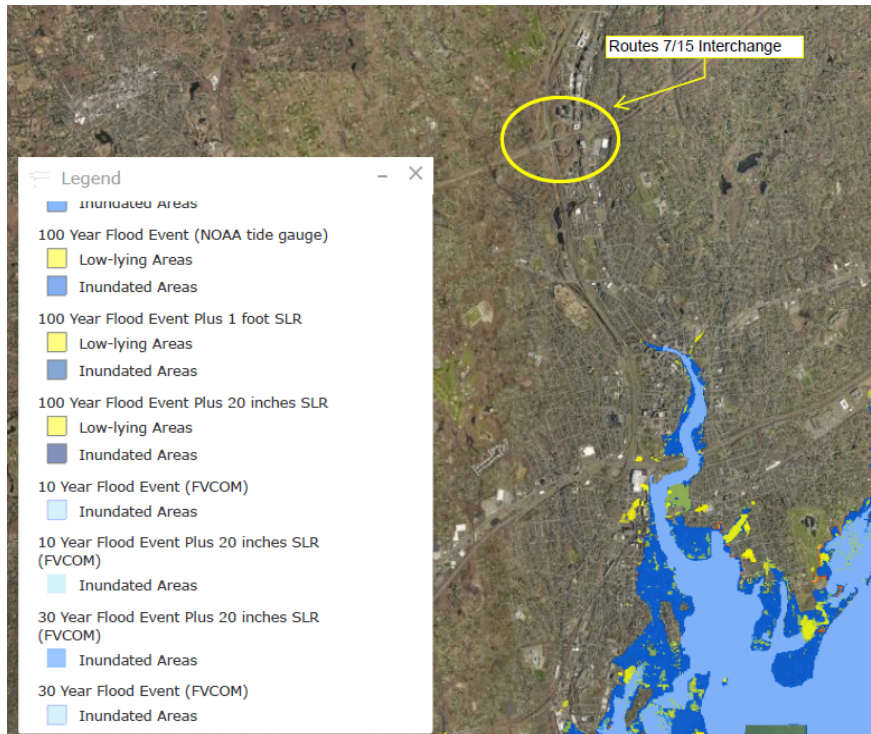 Routes 7/15 Interchange
Legend
Inundated Areas
100 Year Flood Event (NOAA tide gauge)
Low-lying Areas
Inundated Areas
100 Year Flood Event Plus 1 foot SLR
Low-lying Areas
Inundated Areas
100 Year Flood Event Plus 20 inches SLR
Low-lying Areas
Inundated Areas
10 Year Flood Event (FVCOM)
Inundated Areas
10 Year Flood Event Plus 20 inches SLR
(FVCOM)
Inundated Areas
30 Year Flood Event Plus 20 inches SLR
(FVCOM)
Inundated Areas
30 Year Flood Event (FVCOM)
Inundated Areas